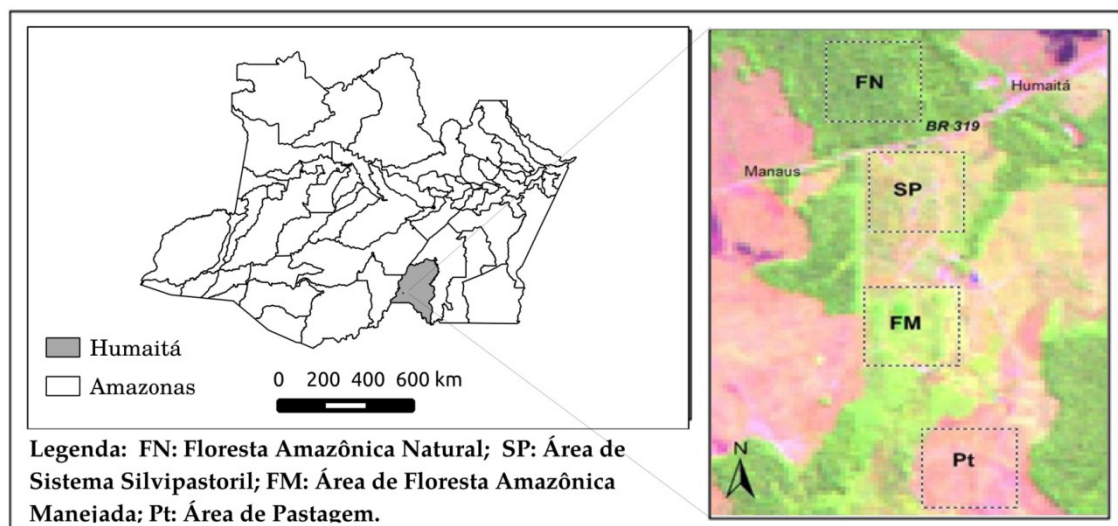 Humaitá
Amazonas
0 200 400 600 km
Legenda: FN: Floresta Amazônica Natural; SP: Área de
Sistema Silvipastoril; FM: Área de Floresta Amazônica
Manejada; Pt: Área de Pastagem.
FN
Humaitá
BR 319
Manaus
SP
FM
N
Pt